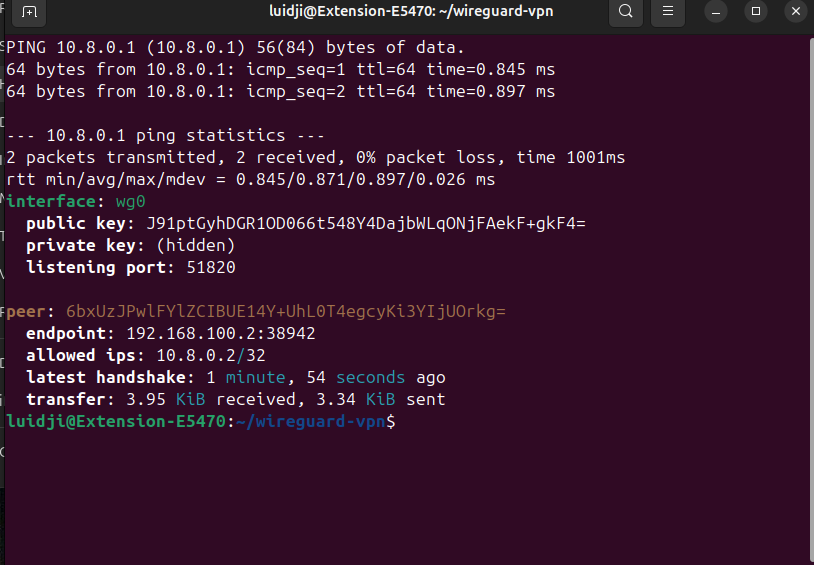 luidji@Extension-E5470: ~/wireguard-vpn
PING 10.8.0.1 (10.8.0.1) 56(84) bytes of data.
64 bytes from 10.8.0.1: icmp_seq=1 ttl=64 time=0.845 ms
64 bytes from 10.8.0.1: icmp_seq=2 ttl=64 time=0.897 ms
--- 10.8.0.1 ping statistics ---
2 packets transmitted, 2 received, 0% packet loss, time 1001ms
rtt min/avg/max/mdev = 0.845/0.871/0.897/0.026 ms
interface: wg0
public key: J91ptGyhDGR1OD066t548Y4DajbWLqONjFAekF+gkF4=
private key: (hidden)
listening port: 51820
peer: 6bxUzJPwlFYlZCIBUE14Y+UhL0T4egcyKi3YIjUOrkg=
endpoint: 192.168.100.2:38942
allowed ips: 10.8.0.2/32
latest handshake: 1 minute, 54 seconds ago
transfer: 3.95 KiB received, 3.34 KiB sent
luidji@Extension-E5470:~/wireguard-vpn$